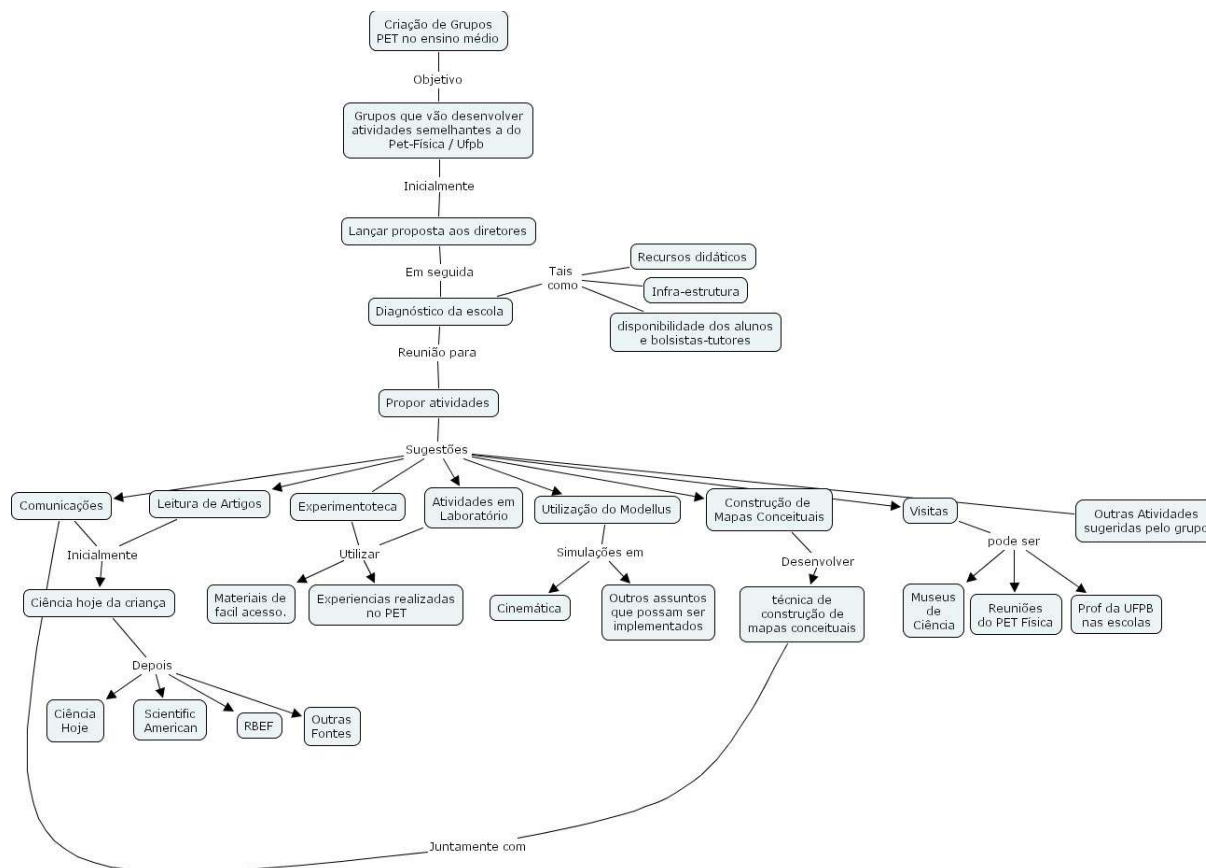 Criação de Grupos
PET no ensino médio
Objetivo
Grupos que vão desenvolver
atividades semelhantes a do
Pet-Física / Ufpb
Inicialmente
Lançar proposta aos diretores
Em seguida
Tais
como
Recursos didáticos
Infra-estrutura
Diagnóstico da escola
disponibilidade dos alunos
e bolsistas-tutores
Reunião para
Propor atividades
Sugestões
Comunicações
Leitura de Artigos
Experimentoteca
Atividades em
Laboratório
Utilização do Modellus
Construção de
Mapas Conceituais
Visitas
Outras Atividades
sugeridas pelo grupo
Inicialmente
Utilizar
Simulações em
Desenvolver
pode ser
Ciência hoje da criança
Materiais de
facil acesso.
Experiencias realizadas
no PET
Cinemática
Outros assuntos
que possam ser
implementados
técnica de
construção de
mapas conceituais
Museus
de
Ciência
Reuniões
do PET Física
Prof da UFPB
nas escolas
Depois
Ciência
Hoje
Scientific
American
RBEF
Outras
Fontes
Juntamente com